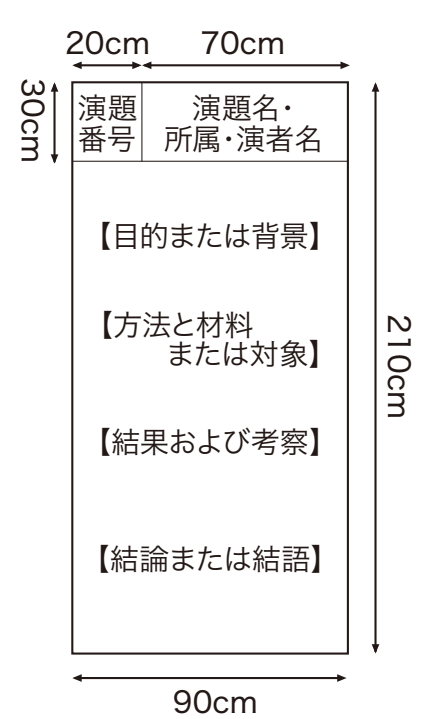 20cm 70cm
30cm
演題
番号
演題名・
所属・演者名
【目的または背景】
【方法と材料
または対象】
【結果および考察】
【結論または結語】
210cm
90cm